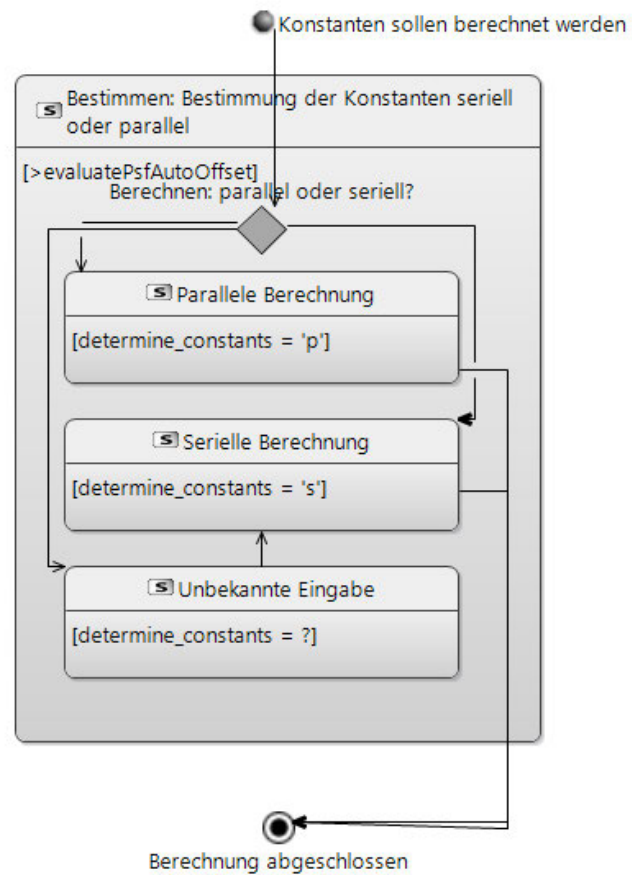 Konstanten sollen berechnet werden
S Bestimmen: Bestimmung der Konstanten seriell
oder parallel
[>evaluatePsfAutoOffset]
Berechnen: parallel oder seriell?
S Parallele Berechnung
[determine_constants = 'p']
S Serielle Berechnung
[determine_constants = 's']
S Unbekannte Eingabe
[determine_constants = ?]
Berechnung abgeschlossen